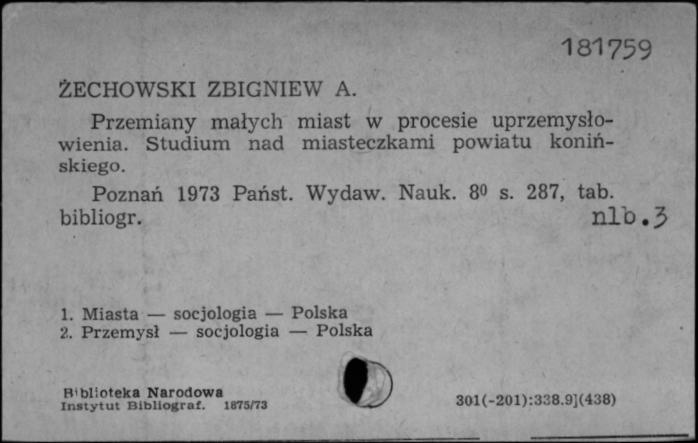 181759
ŻECHOWSKI ZBIGNIEW A.
Przemiany małych miast w procesie uprzemysło-
wienia. Studium nad miasteczkami powiatu koniń-
skiego.
Poznań 1973 Państ. Wydaw. Nauk. 8⁰ s. 287, tab.
bibliogr. nlb.3
1. Miasta — socjologia — Polska
2. Przemysł — socjologia — Polska
Biblioteka Narodowa
Instytut Bibliograf. 1875/73
301(-201):338.9](438)